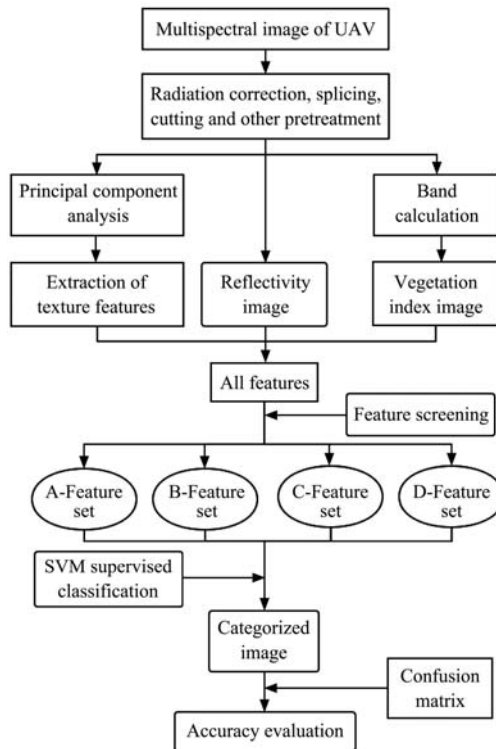 Multispectral image of UAV
Radiation correction, splicing,
cutting and other pretreatment
Principal component
analysis
Band
calculation
Extraction of
texture features
Reflectivity
image
Vegetation
index image
All features
Feature screening
A-Feature
set
B-Feature
set
C-Feature
set
D-Feature
set
SVM supervised
classification
Categorized
image
Confusion
matrix
Accuracy evaluation